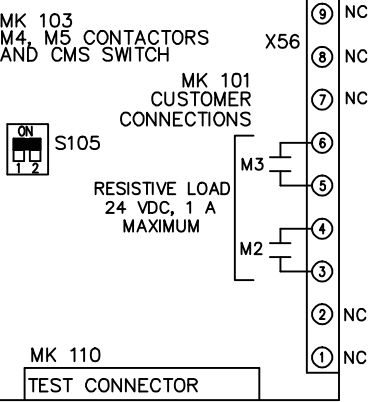 MK 103
M4, M5 CONTACTORS
AND CMS SWITCH
X56
9 NC
8 NC
7 NC
MK 101
CUSTOMER
CONNECTIONS
ON
1 2
S105
6
M3
5
RESISTIVE LOAD
24 VDC, 1 A
MAXIMUM
4
M2
3
2 NC
1 NC
MK 110
TEST CONNECTOR